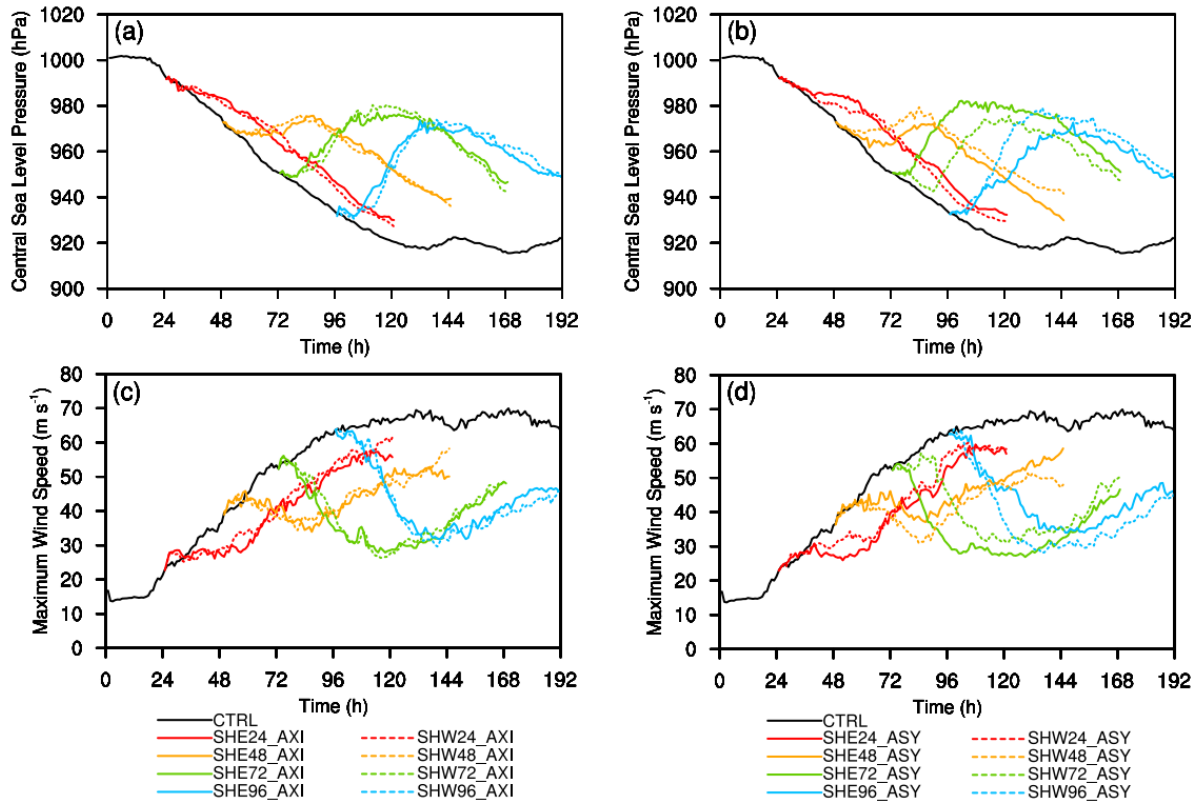 (a)
Central Sea Level Pressure (hPa)
1020
1000
980
960
940
920
900
0 24 48 72 96 120 144 168 192
Time (h)
(b)
Central Sea Level Pressure (hPa)
1020
1000
980
960
940
920
900
0 24 48 72 96 120 144 168 192
Time (h)
(c)
Maximum Wind Speed (m s-1)
80
70
60
50
40
30
20
10
0
0 24 48 72 96 120 144 168 192
Time (h)
CTRL
SHE24_AXI SHW24_AXI
SHE48_AXI SHW48_AXI
SHE72_AXI SHW72_AXI
SHE96_AXI SHW96_AXI
(d)
Maximum Wind Speed (m s-1)
80
70
60
50
40
30
20
10
0
0 24 48 72 96 120 144 168 192
Time (h)
CTRL
SHE24_ASY SHW24_ASY
SHE48_ASY SHW48_ASY
SHE72_ASY SHW72_ASY
SHE96_ASY SHW96_ASY